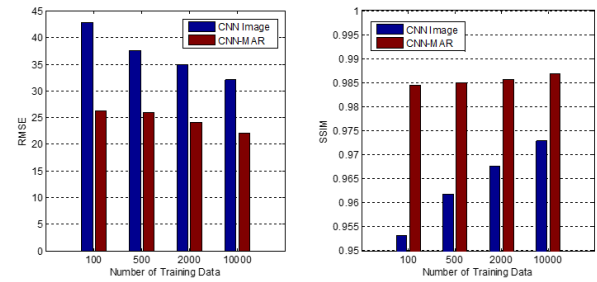 45
40
35
30
25
20
15
10
5
0
RMSE
CNN Image
CNN-MAR
100 500 2000 10000
Number of Training Data
1
0.995
0.99
0.985
0.98
0.975
0.97
0.965
0.96
0.955
0.95
SSIM
CNN Image
CNN-MAR
100 500 2000 10000
Number of Training Data